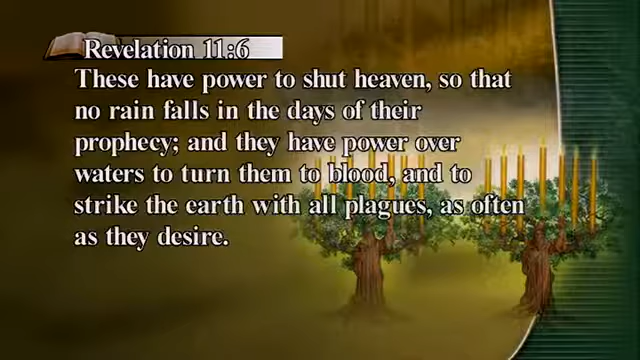 Revelation 11:6
These have power to shut heaven, so that
no rain falls in the days of their
prophecy; and they have power over
waters to turn them to blood, and to
strike the earth with all plagues, as often
as they desire.